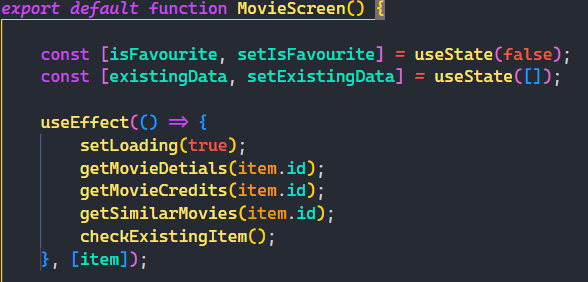 export default function MovieScreen() {
const [isFavourite, setIsFavourite] = useState(false);
const [existingData, setExistingData] = useState([]);
useEffect(() => {
setLoading(true);
getMovieDetials(item.id);
getMovieCredits(item.id);
getSimilarMovies(item.id);
checkExistingItem();
}, [item]);